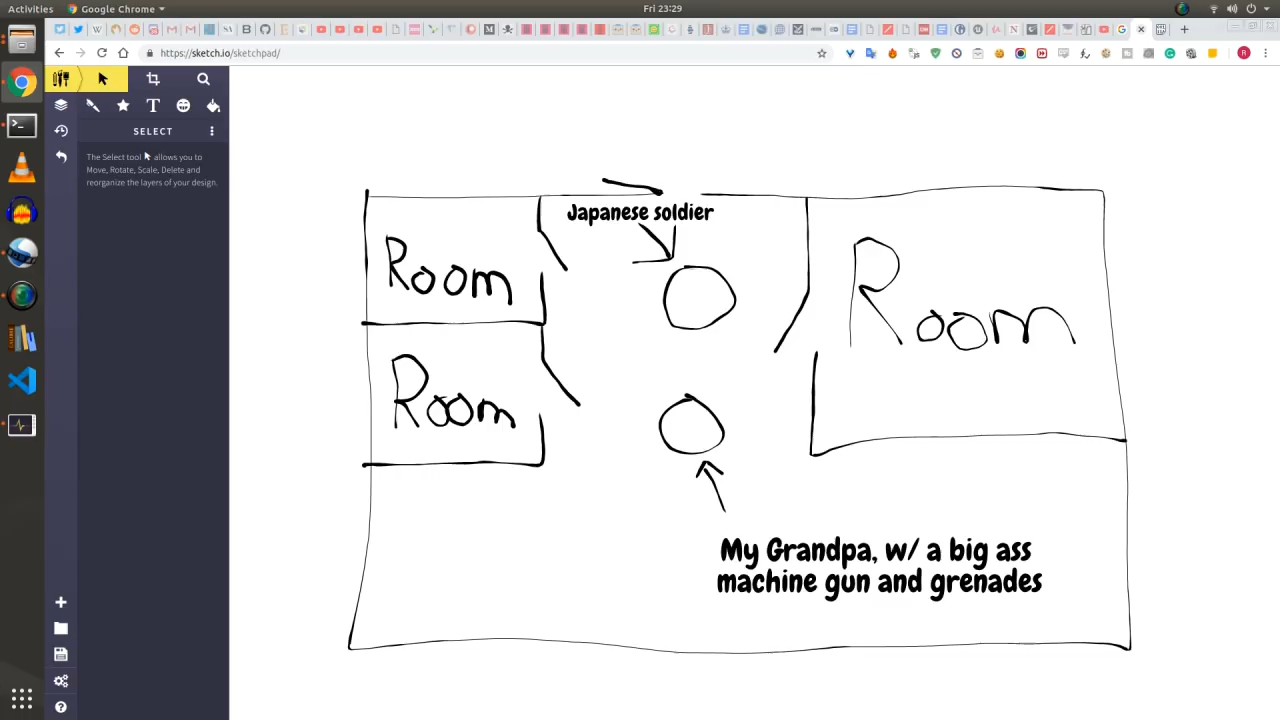 Activities
Google Chrome
Fri 23:29
https://sketch.io/sketchpad/
SELECT
The Select tool allows you to
Move, Rotate, Scale, Delete and
reorganize the layers of your design.
Japanese soldier
Room
Room
Room
My Grandpa, w/ a big ass
machine gun and grenades